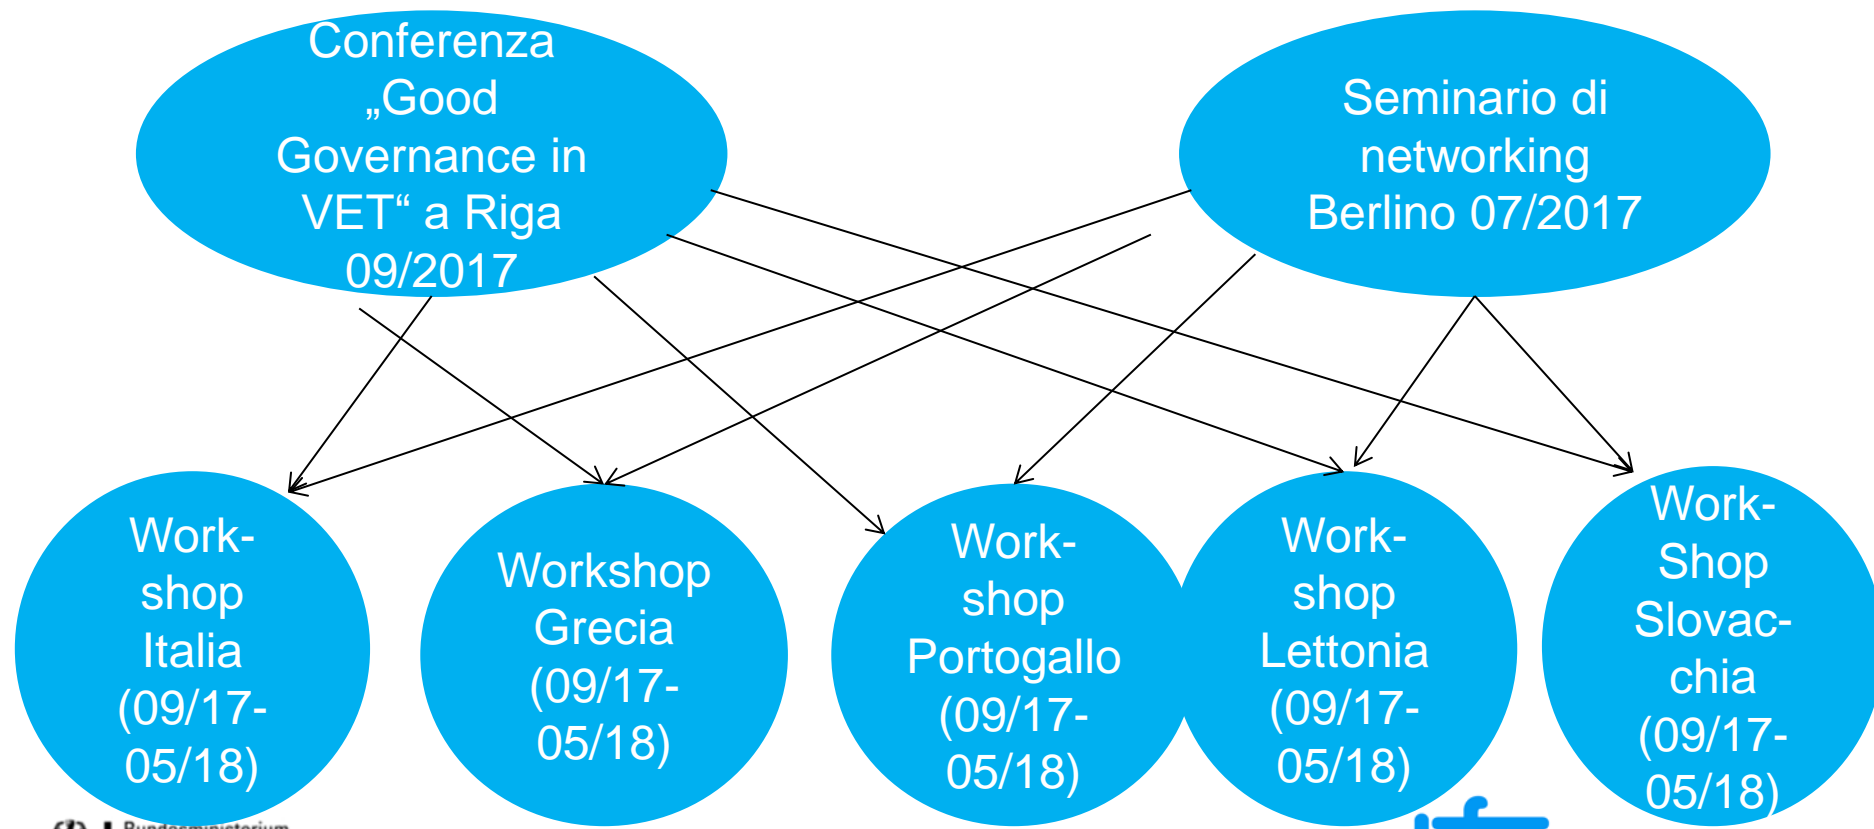 Conferenza
„Good
Governance in
VET“ a Riga
09/2017
Seminario di
networking
Berlino 07/2017
Work-
shop
Italia
(09/17-
05/18)
Workshop
Grecia
(09/17-
05/18)
Work-
shop
Portogallo
(09/17-
05/18)
Work-
shop
Lettonia
(09/17-
05/18)
Work-
Shop
Slovac-
chia
(09/17-
05/18)
Bundesministerium